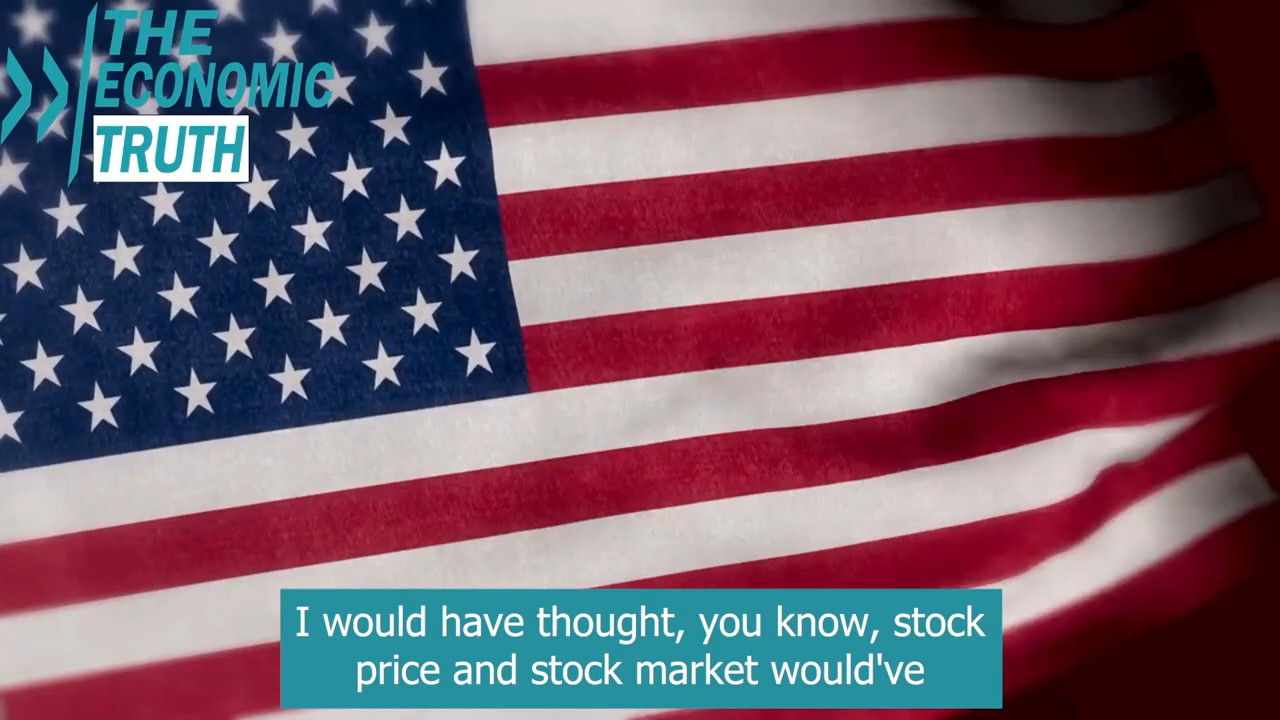 THE
ECONOMIC
TRUTH
I would have thought, you know, stock
price and stock market would've